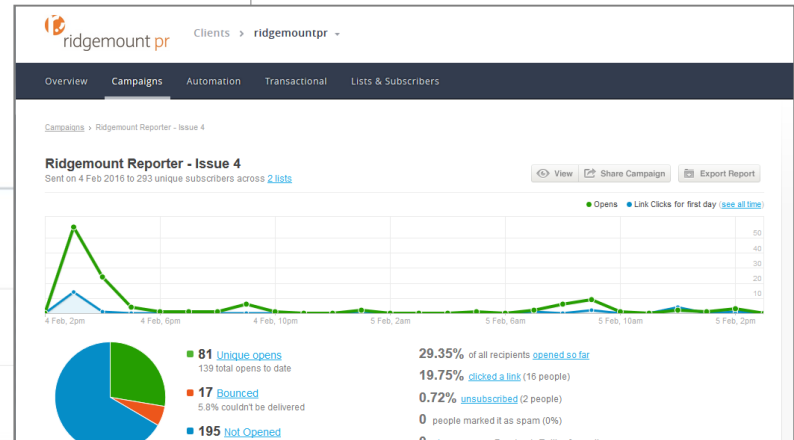 ridgemount pr
Clients > ridgemountpr
Overview Campaigns Automation Transactional Lists & Subscribers
Campaigns > Ridgemount Reporter - Issue 4
Ridgemount Reporter - Issue 4
Sent on 4 Feb 2016 to 293 unique subscribers across 2 lists
View Share Campaign Export Report
Opens Link Clicks for first day (see all time)
50
40
30
20
10
4 Feb, 2pm 4 Feb, 6pm 4 Feb, 10pm 5 Feb, 2am 5 Feb, 6am 5 Feb, 10am 5 Feb, 2pm
81 Unique opens
139 total opens to date
17 Bounced
5.8% couldn't be delivered
195 Not Opened
29.35% of all recipients opened so far
19.75% clicked a link (16 people)
0.72% unsubscribed (2 people)
0 people marked it as spam (0%)